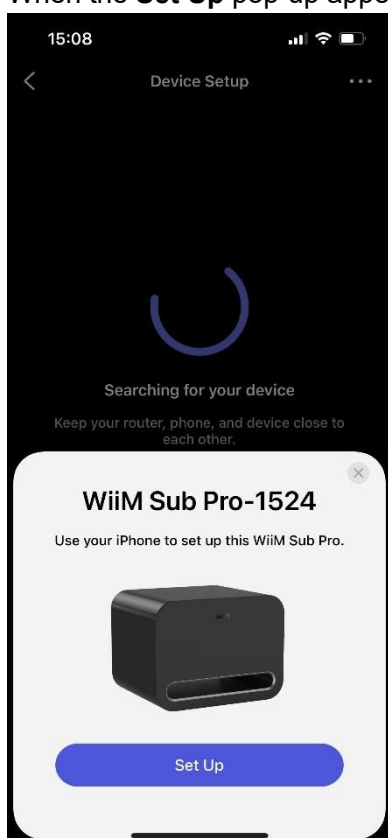 When the Set Up pop-up appe
15:08
Device Setup
Searching for your device
Keep your router, phone, and device close to
each other.
WiiM Sub Pro-1524
Use your iPhone to set up this WiiM Sub Pro.
Set Up